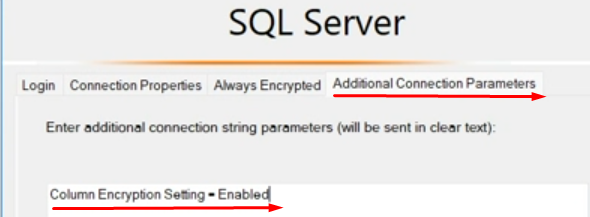 SQL Server
Login Connection Properties Always Encrypted Additional Connection Parameters
Enter additional connection string parameters (will be sent in clear text):
Column Encryption Setting = Enabled